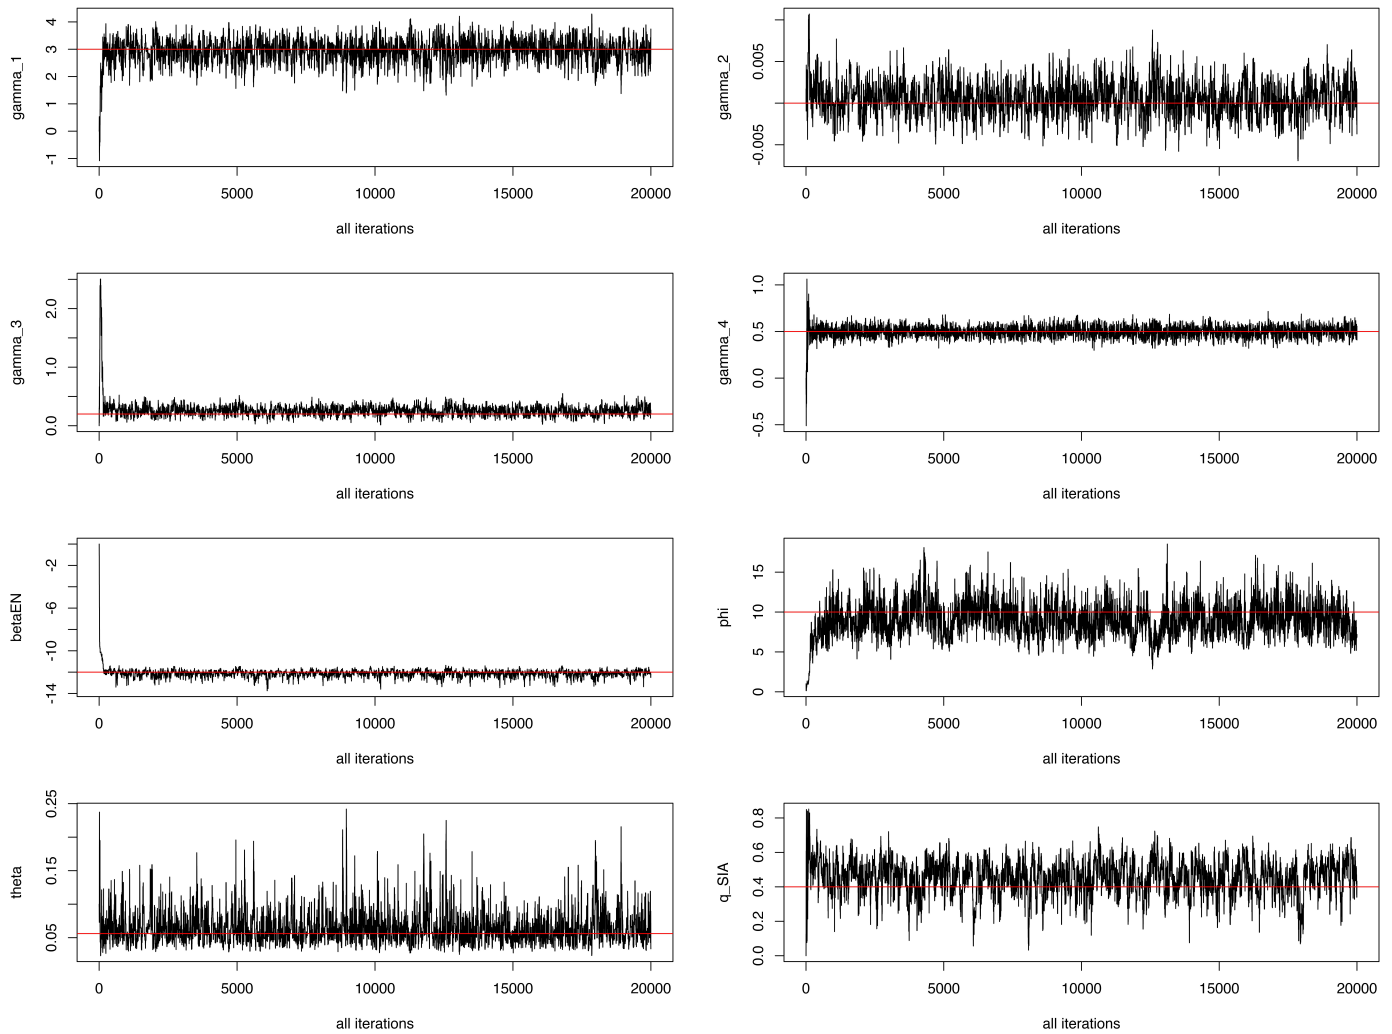 gamma_1
4
3
2
1
0
-1
0 5000 10000 15000 20000
all iterations
gamma_2
0.005
-0.005
0 5000 10000 15000 20000
all iterations
gamma_3
2.0
1.0
0.0
0 5000 10000 15000 20000
all iterations
gamma_4
1.0
0.5
0.0
-0.5
0 5000 10000 15000 20000
all iterations
betaEN
-2
-6
-10
-14
0 5000 10000 15000 20000
all iterations
phi
15
10
5
0
0 5000 10000 15000 20000
all iterations
theta
0.25
0.15
0.05
0 5000 10000 15000 20000
all iterations
q_SIA
0.8
0.6
0.4
0.2
0.0
0 5000 10000 15000 20000
all iterations